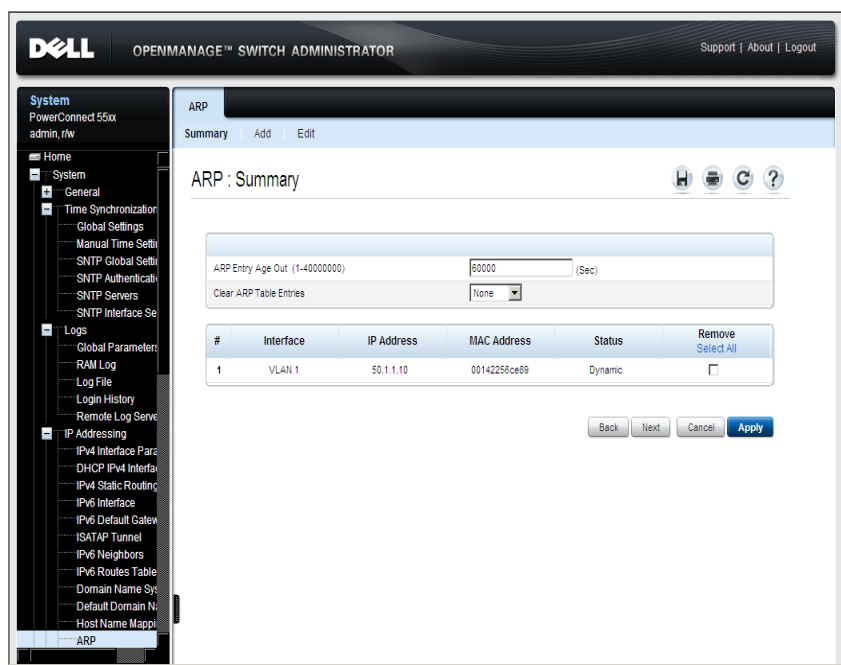 DELL OPENMANAGE™ SWITCH ADMINISTRATOR Support | About | Logout
System
PowerConnect 55xx
admin, r/w
Home
System
General
Time Synchronization
Global Settings
Manual Time Settin
SNTP Global Settin
SNTP Authenticati
SNTP Servers
SNTP Interface Se
Logs
Global Parameters
RAM Log
Log File
Login History
Remote Log Serve
IP Addressing
IPv4 Interface Para
DHCP IPv4 Interfa
IPv4 Static Routing
IPv6 Interface
IPv6 Default Gatew
ISATAP Tunnel
IPv6 Neighbors
IPv6 Routes Table
Domain Name Sys
Default Domain Na
Host Name Mappi
ARP
ARP
Summary | Add | Edit
ARP : Summary
ARP Entry Age Out (1-40000000) 60000 (Sec)
Clear ARP Table Entries None
# Interface IP Address MAC Address Status Remove
Select All
1 VLAN 1 50.1.1.10 00142256ce89 Dynamic
Back Next Cancel Apply